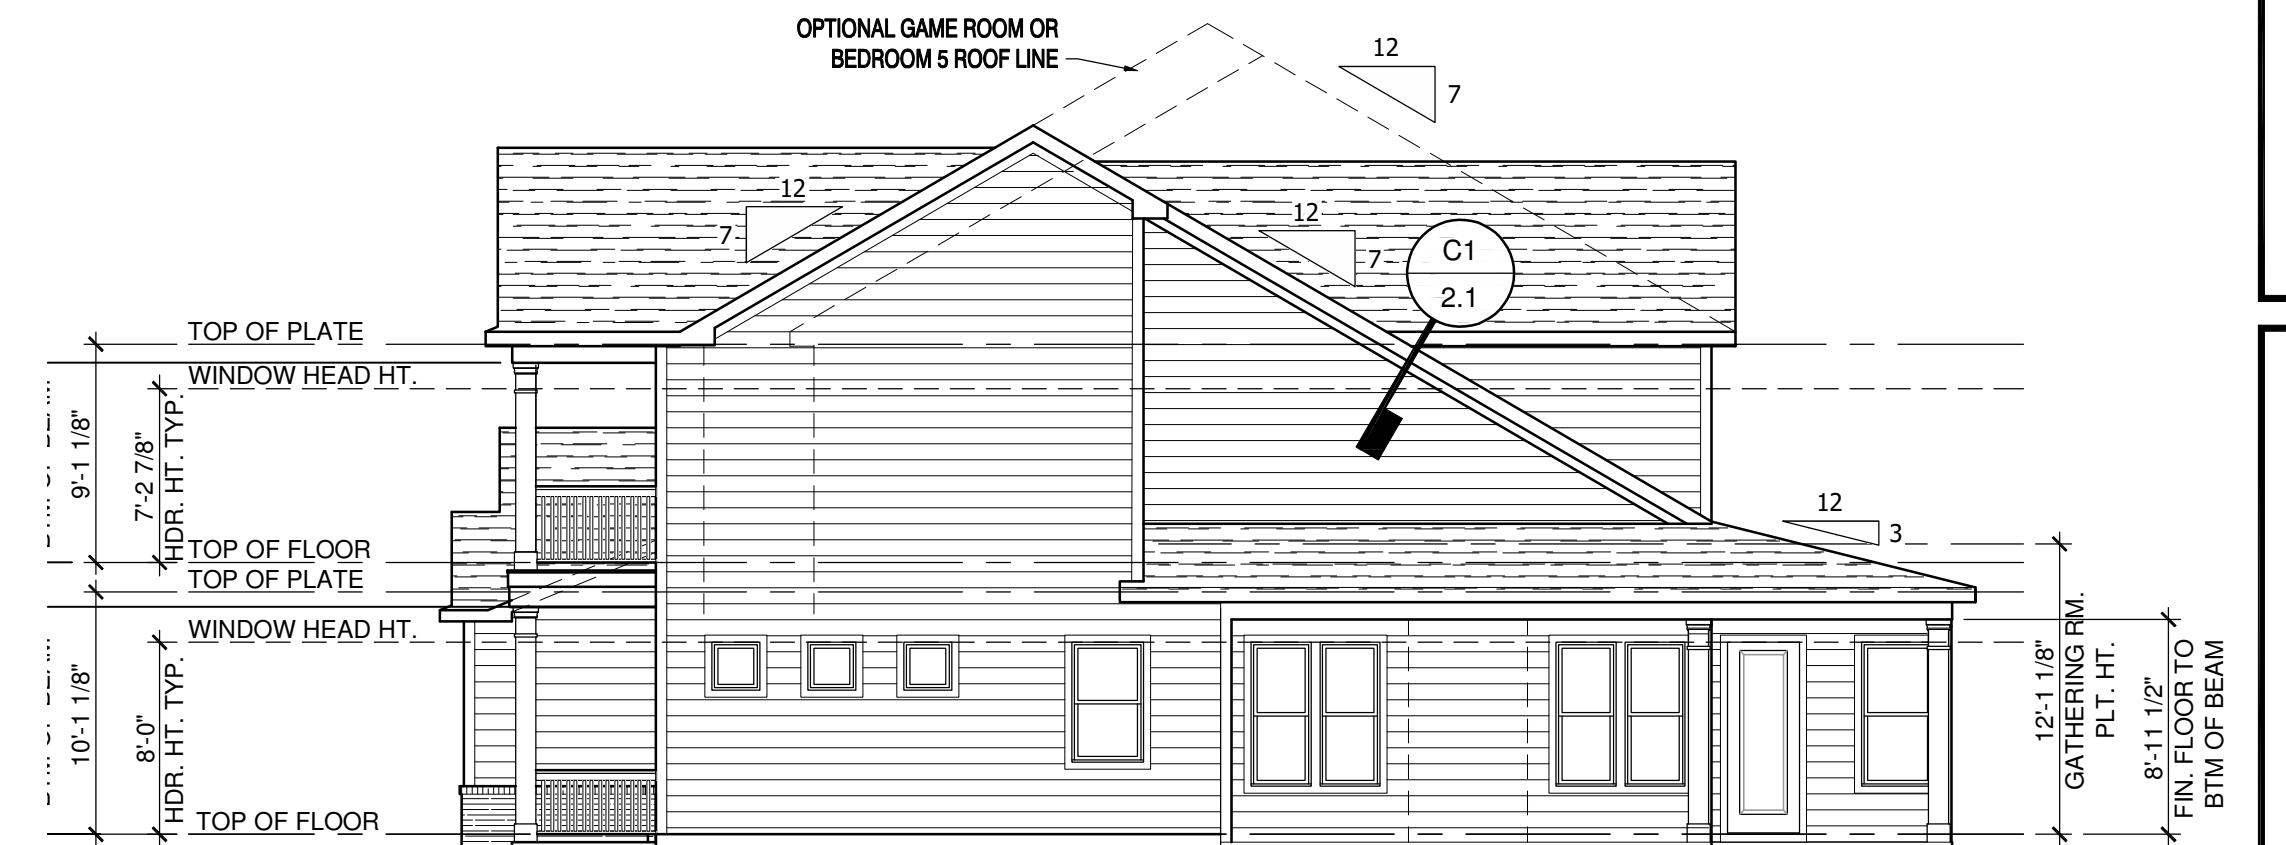 OPTIONAL GAME ROOM OR
BEDROOM 5 ROOF LINE
12
7
12
7
12
7
C1
2.1
TOP OF PLATE
WINDOW HEAD HT.
9'-1 1/8"
7'-2 7/8"
HDR. HT. TYP.
TOP OF FLOOR
TOP OF PLATE
12
3
WINDOW HEAD HT.
10'-1 1/8"
8'-0"
HDR. HT. TYP.
TOP OF FLOOR
12'-1 1/8"
GATHERING RM.
PLT. HT.
8'-11 1/2"
FIN. FLOOR TO
BTM OF BEAM